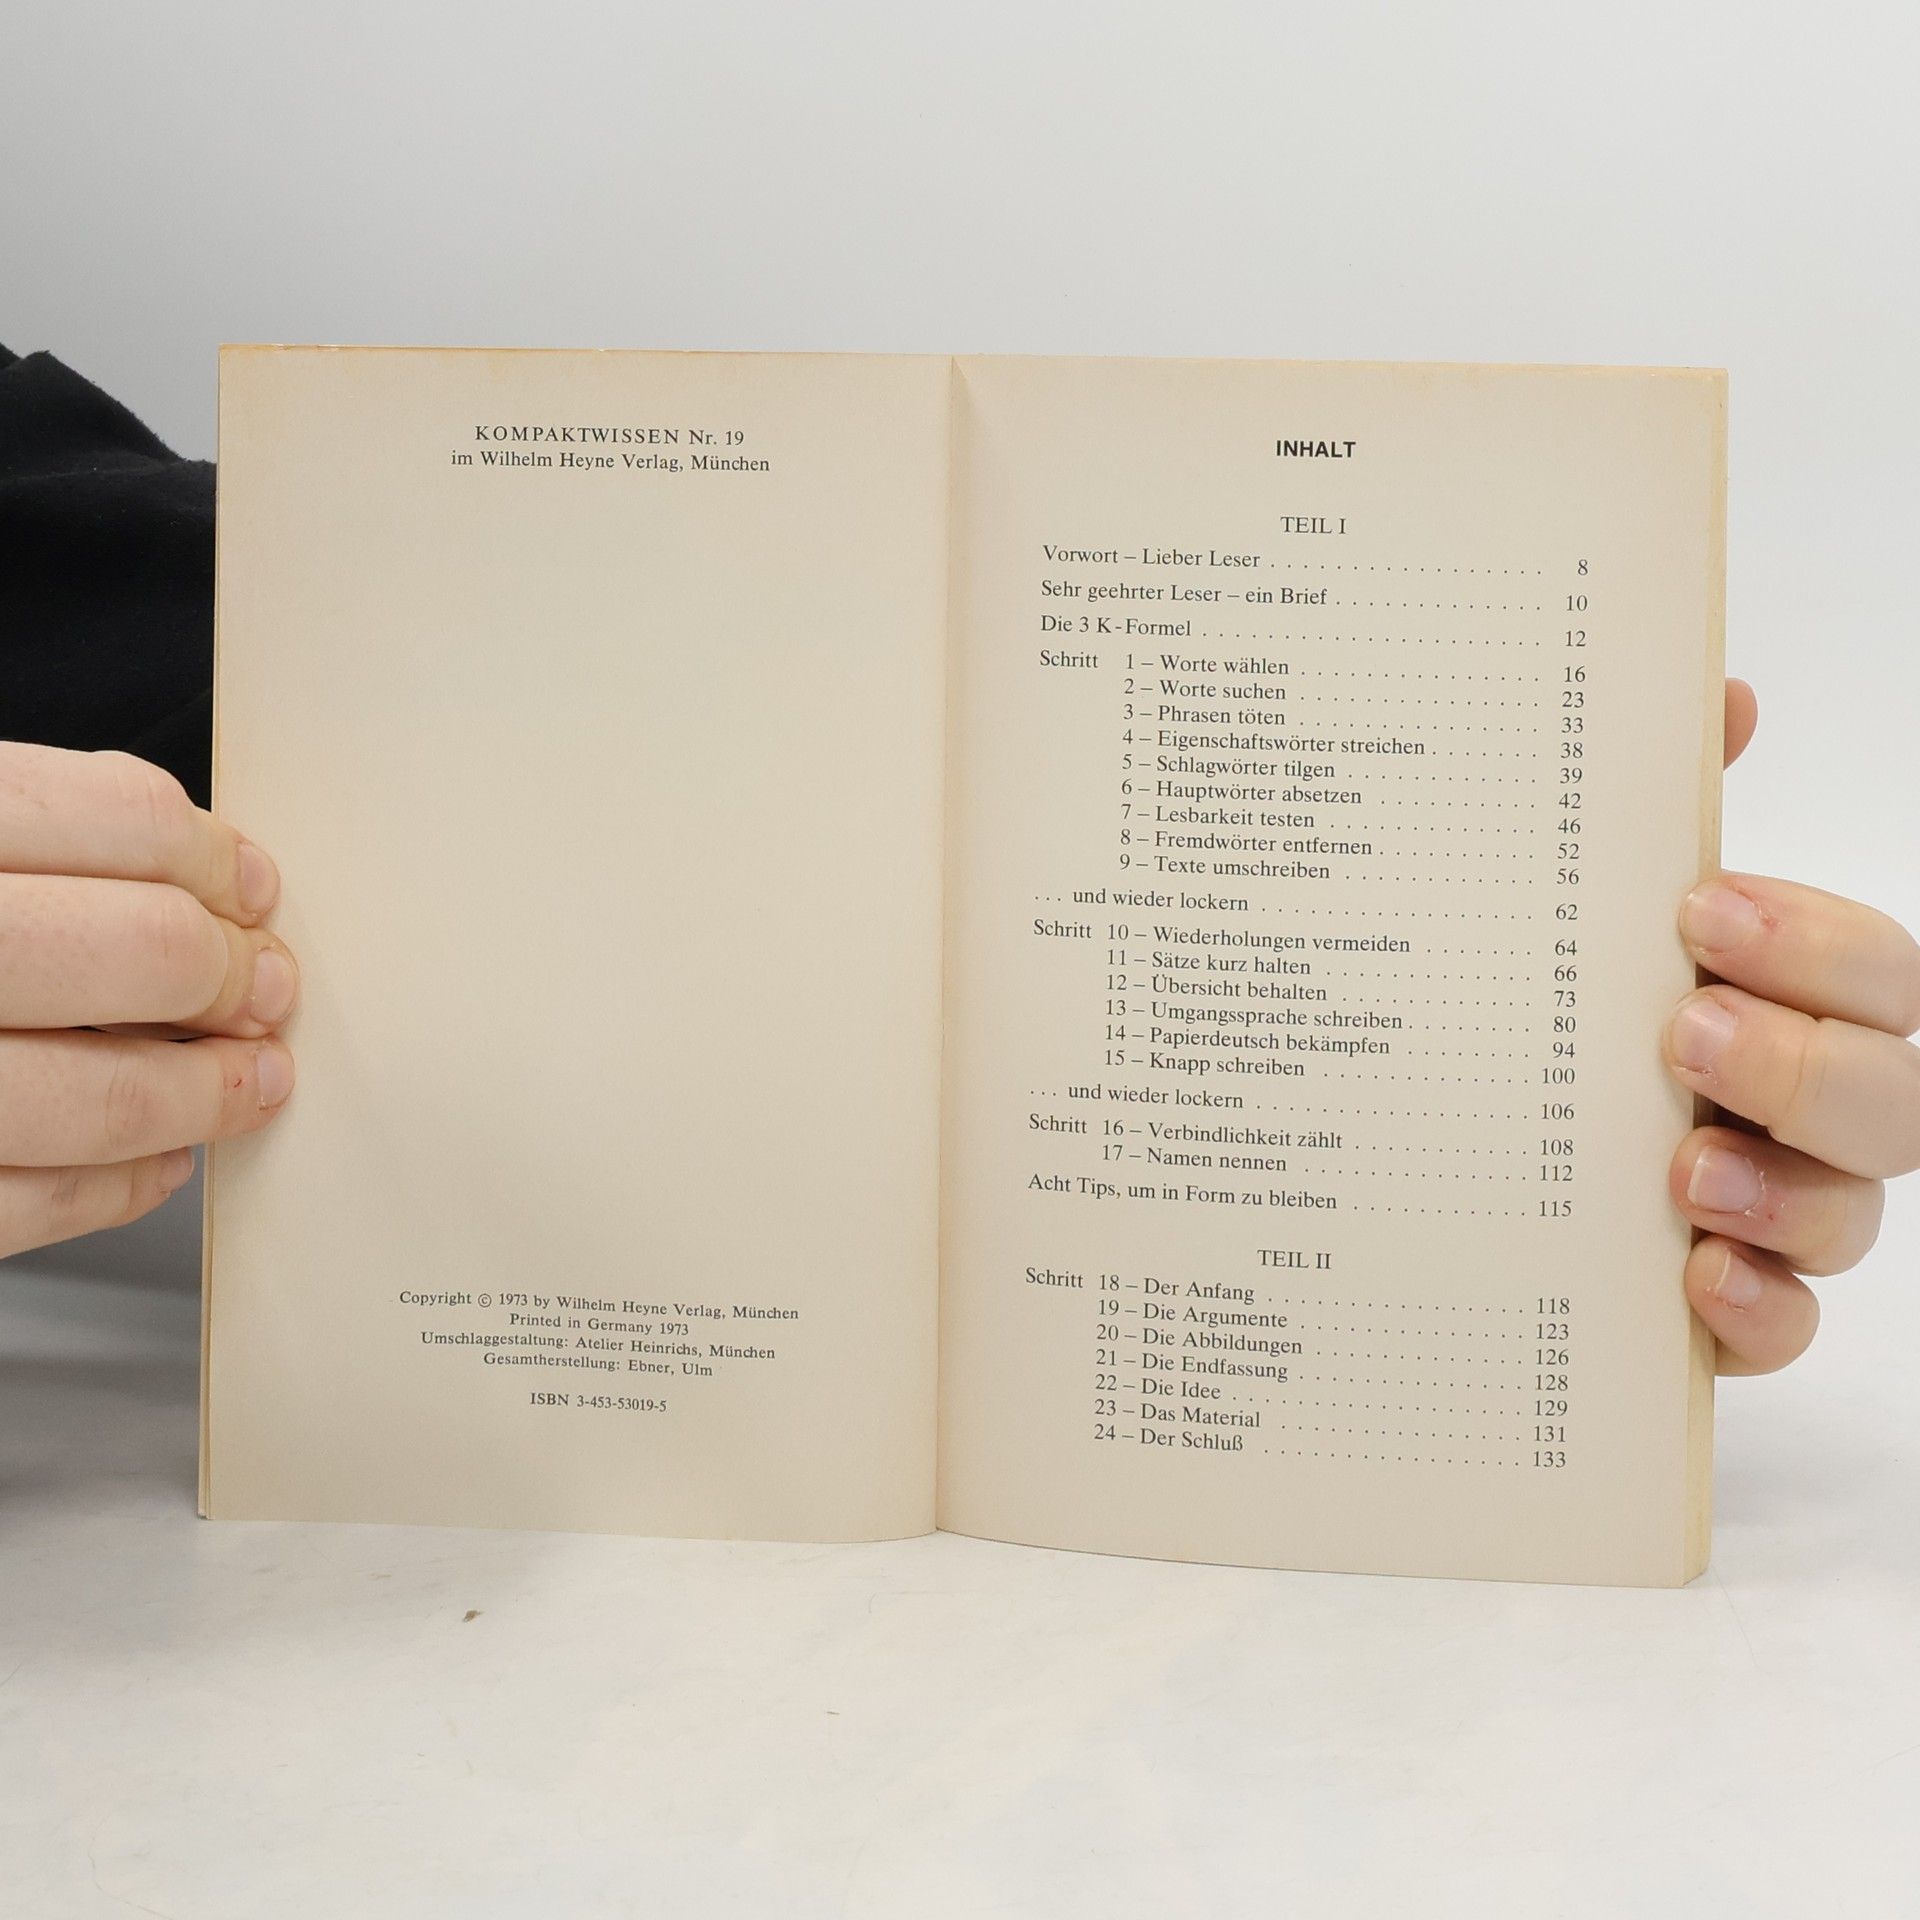 KOMPAKTWISSEN Nr. 19
im Wilhelm Heyne Verlag, München
Copyright © 1973 by Wilhelm Heyne Verlag, München
Printed in Germany 1973
Umschlaggestaltung: Atelier Heinrichs, München
Gesamtherstellung: Ebner, Ulm
ISBN 3-453-53019-5
INHALT
TEIL I
Vorwort – Lieber Leser . . . . . . . . . . . . . . . . . 8
Sehr geehrter Leser – ein Brief . . . . . . . . . . . . . 10
Die 3 K-Formel . . . . . . . . . . . . . . . . . . . . . 12
Schritt 1 – Worte wählen . . . . . . . . . . . . . . . 16
2 – Worte suchen . . . . . . . . . . . . . . . 23
3 – Phrasen töten . . . . . . . . . . . . . . . 33
4 – Eigenschaftswörter streichen . . . . . . . 38
5 – Schlagwörter tilgen . . . . . . . . . . . . 39
6 – Hauptwörter absetzen . . . . . . . . . . 42
7 – Lesbarkeit testen . . . . . . . . . . . . . 46
8 – Fremdwörter entfernen . . . . . . . . . . 52
9 – Texte umschreiben . . . . . . . . . . . . 56
. . . und wieder lockern . . . . . . . . . . . . . . . . . 62
Schritt 10 – Wiederholungen vermeiden . . . . . . . 64
11 – Sätze kurz halten . . . . . . . . . . . . . 66
12 – Übersicht behalten . . . . . . . . . . . . 73
13 – Umgangssprache schreiben . . . . . . . . 80
14 – Papierdeutsch bekämpfen . . . . . . . . 94
15 – Knapp schreiben . . . . . . . . . . . . . 100
. . . und wieder lockern . . . . . . . . . . . . . . . . . 106
Schritt 16 – Verbindlichkeit zählt . . . . . . . . . . . 108
17 – Namen nennen . . . . . . . . . . . . . . 112
Acht Tips, um in Form zu bleiben . . . . . . . . . . . 115
TEIL II
Schritt 18 – Der Anfang . . . . . . . . . . . . . . . . 118
19 – Die Argumente . . . . . . . . . . . . . . 123
20 – Die Abbildungen . . . . . . . . . . . . . 126
21 – Die Endfassung . . . . . . . . . . . . . . 128
22 – Die Idee . . . . . . . . . . . . . . . . . . 129
23 – Das Material . . . . . . . . . . . . . . . 131
24 – Der Schluß . . . . . . . . . . . . . . . . 133